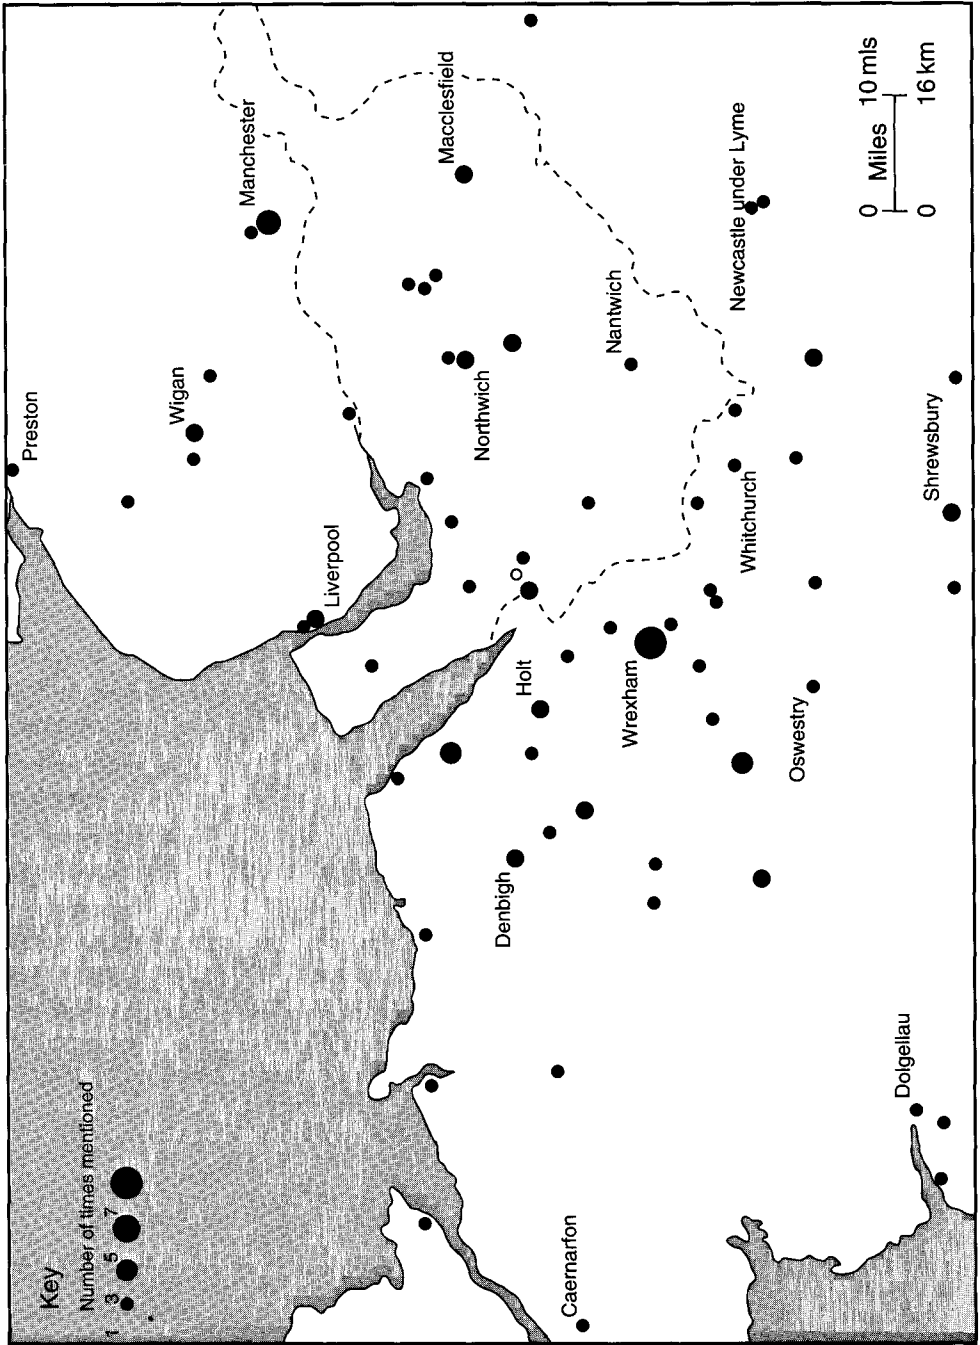 Key
Number of times mentioned
1 3 5 7
Preston
Wigan
Manchester
Liverpool
Macclesfield
Northwich
Nantwich
Newcastle under Lyme
Holt
Wrexham
Whitchurch
Denbigh
Oswestry
Shrewsbury
Caernarfon
Dolgellau
0 Miles 10 mls
0 16 km